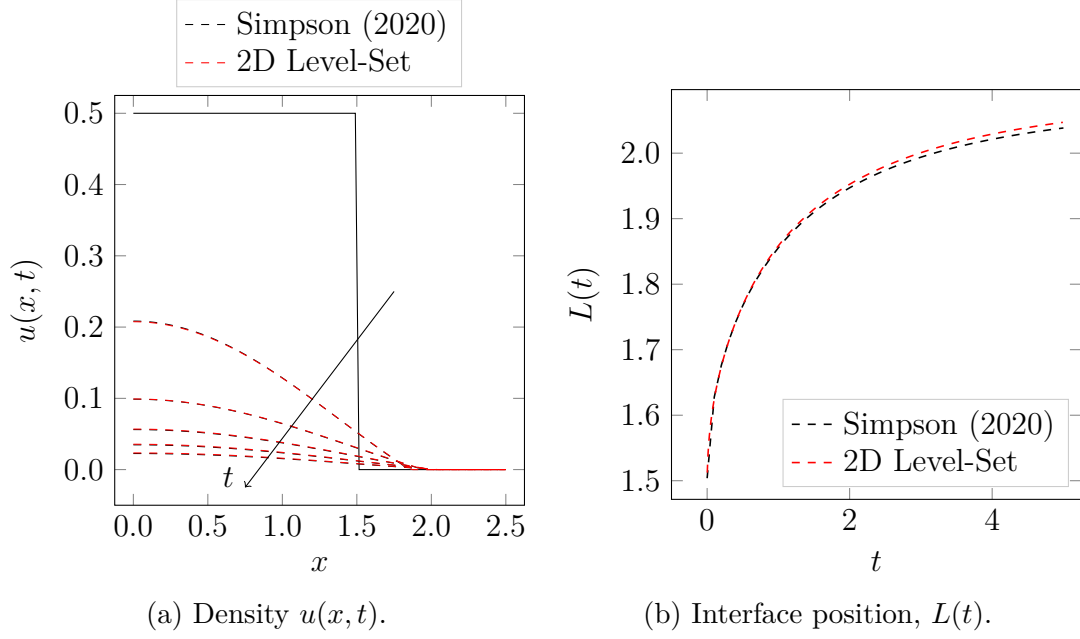 Simpson (2020)
2D Level-Set
0.5
0.4
0.3
0.2
0.1
0.0
u(x, t)
t
0.0 0.5 1.0 1.5 2.0 2.5
x
(a) Density u(x, t).
2.0
1.9
1.8
1.7
1.6
1.5
L(t)
Simpson (2020)
2D Level-Set
0 2 4
t
(b) Interface position, L(t).